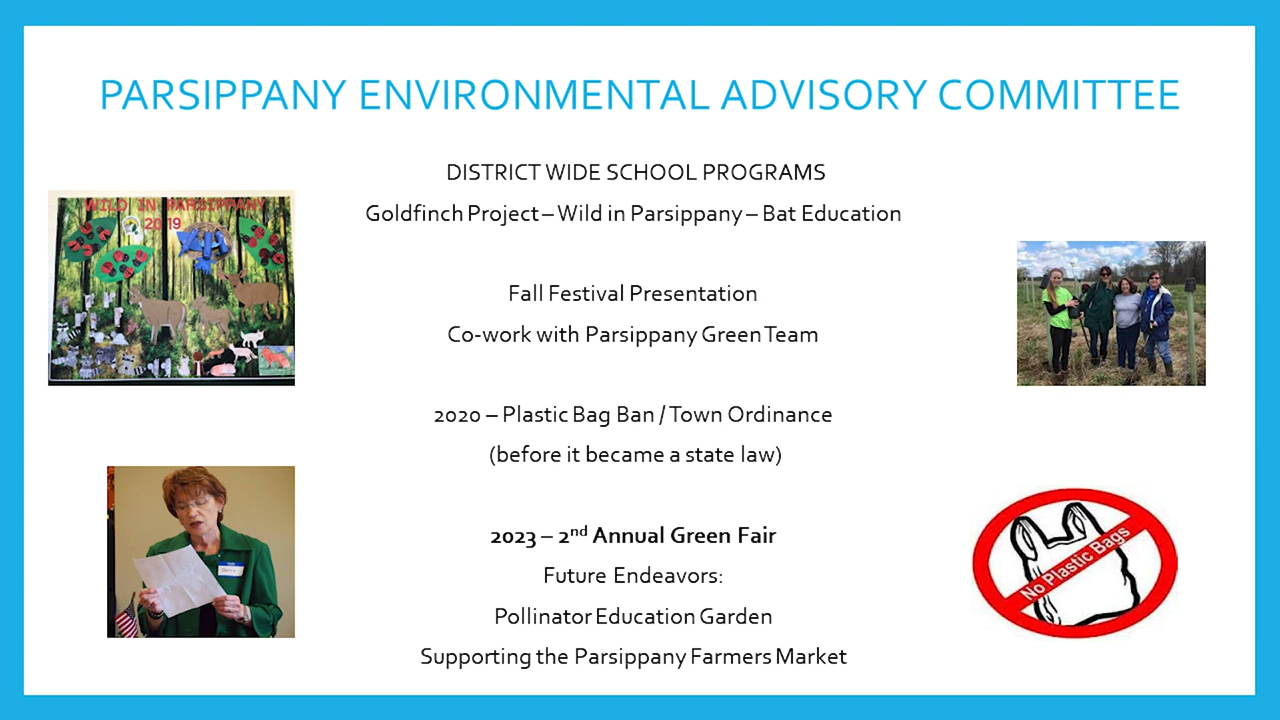 PARSIPPANY ENVIRONMENTAL ADVISORY COMMITTEE
DISTRICT WIDE SCHOOL PROGRAMS
Goldfinch Project – Wild in Parsippany – Bat Education
WILD IN PARSIPPANY
2019
Fall Festival Presentation
Co-work with Parsippany Green Team
2020 – Plastic Bag Ban / Town Ordinance
(before it became a state law)
2023 – 2nd Annual Green Fair
Future Endeavors:
Pollinator Education Garden
Supporting the Parsippany Farmers Market
No Plastic Bags